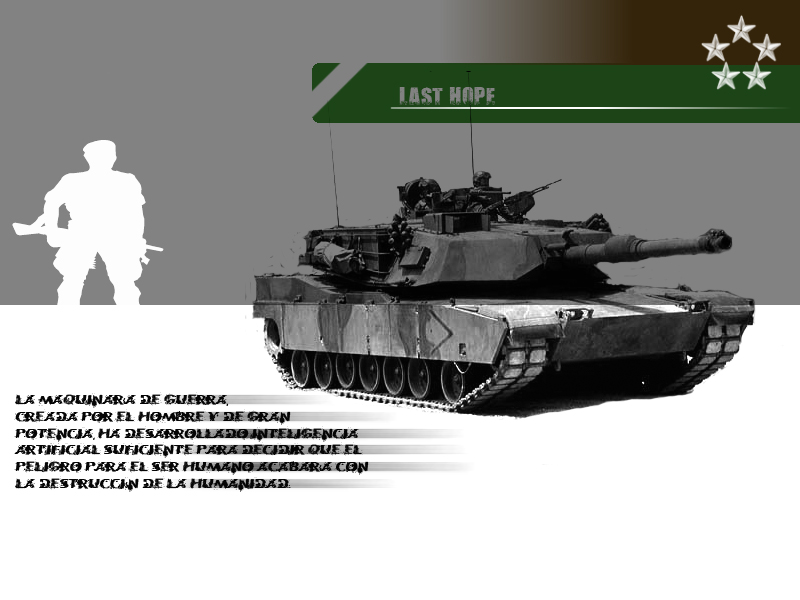 LAST HOPE
LA MAQUINARA DE GUERRA,
CREADA POR EL HOMBRE Y DE GRAN
POTENCIA, HA DESARROLLADO INTELIGENCIA
ARTIFICIAL SUFICIENTE PARA DECIDIR QUE EL
PELIGRO PARA EL SER HUMANO ACABARA CON
LA DESTRUCCIN DE LA HUMANIDAD.